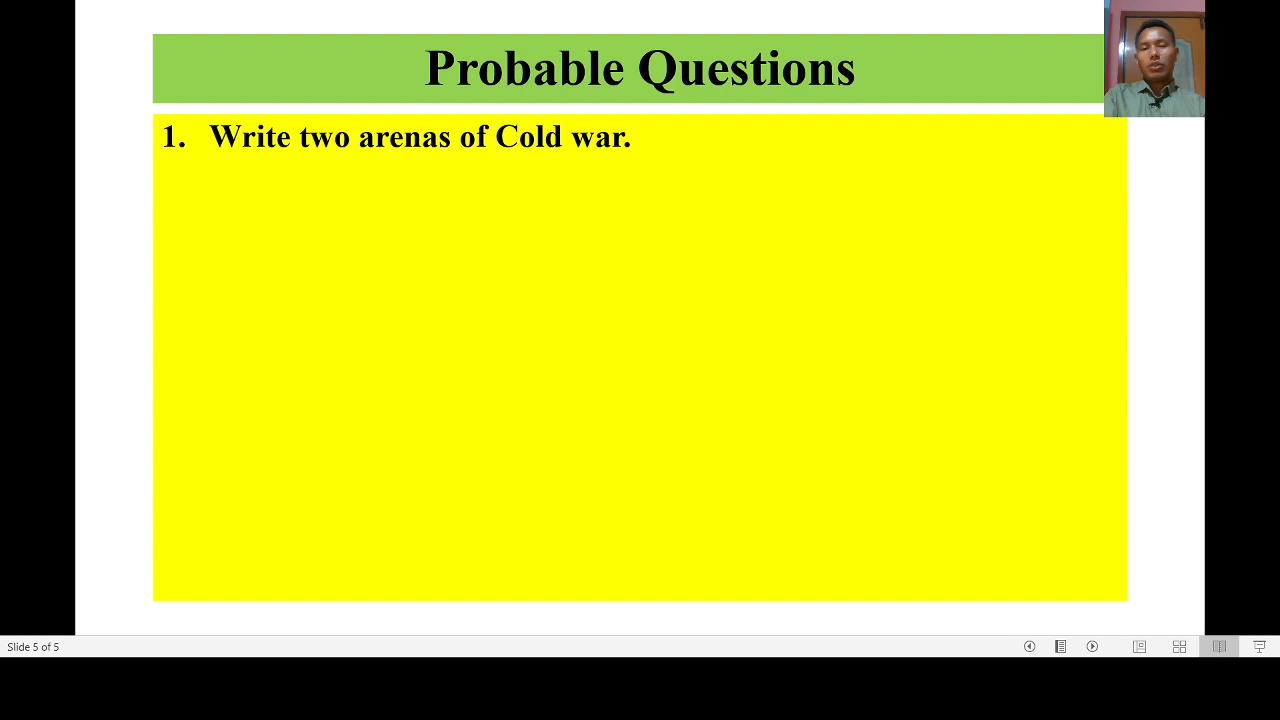 Probable Questions
1. Write two arenas of Cold war.
Slide 5 of 5